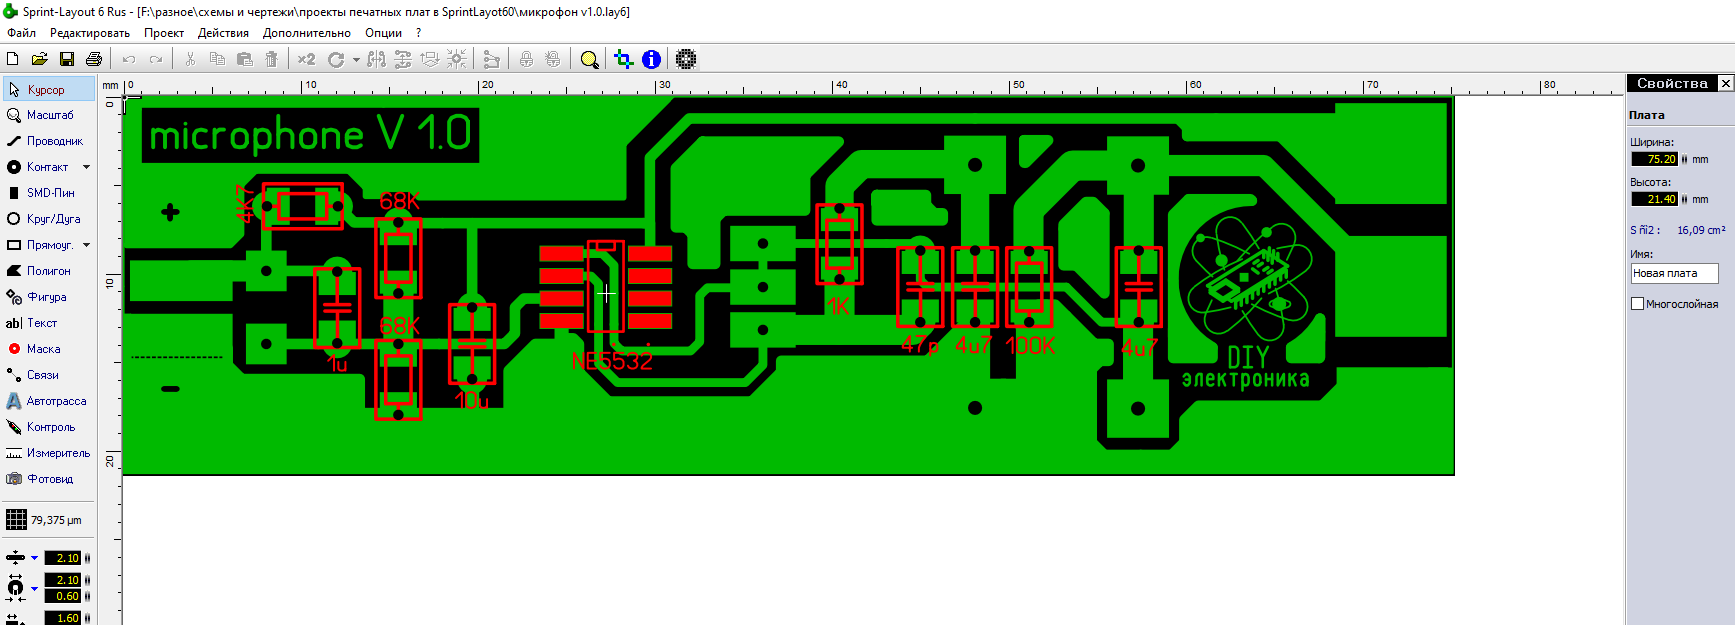 Sprint-Layout 6 Rus - [F:\разное\схемы и чертежи\проекты печатных плат в SprintLayot60\микрофон v1.0.lay6]
Файл Редактировать Проект Действия Дополнительно Опции ?
×2
Курсор
Масштаб
Проводник
Контакт
SMD-Пин
Круг/Дуга
Прямоуг.
Полигон
Фигура
ab| Текст
Маска
Связи
Автотрасса
Контроль
Измеритель
Фотовид
79,375 µm
2.10
2.10
0.60
1.60
mm 0 10 20 30 40 50 60 70 80
0
10
20
microphone V 1.0
+
-
4K7
68K
68K
1u
10u
NE5532
1K
47p
4u7
100K
4u7
DIY
электроника
Свойства
Плата
Ширина:
75.20 mm
Высота:
21.40 mm
S ñï2 : 16,09 cm²
Имя:
Новая плата
Многослойная